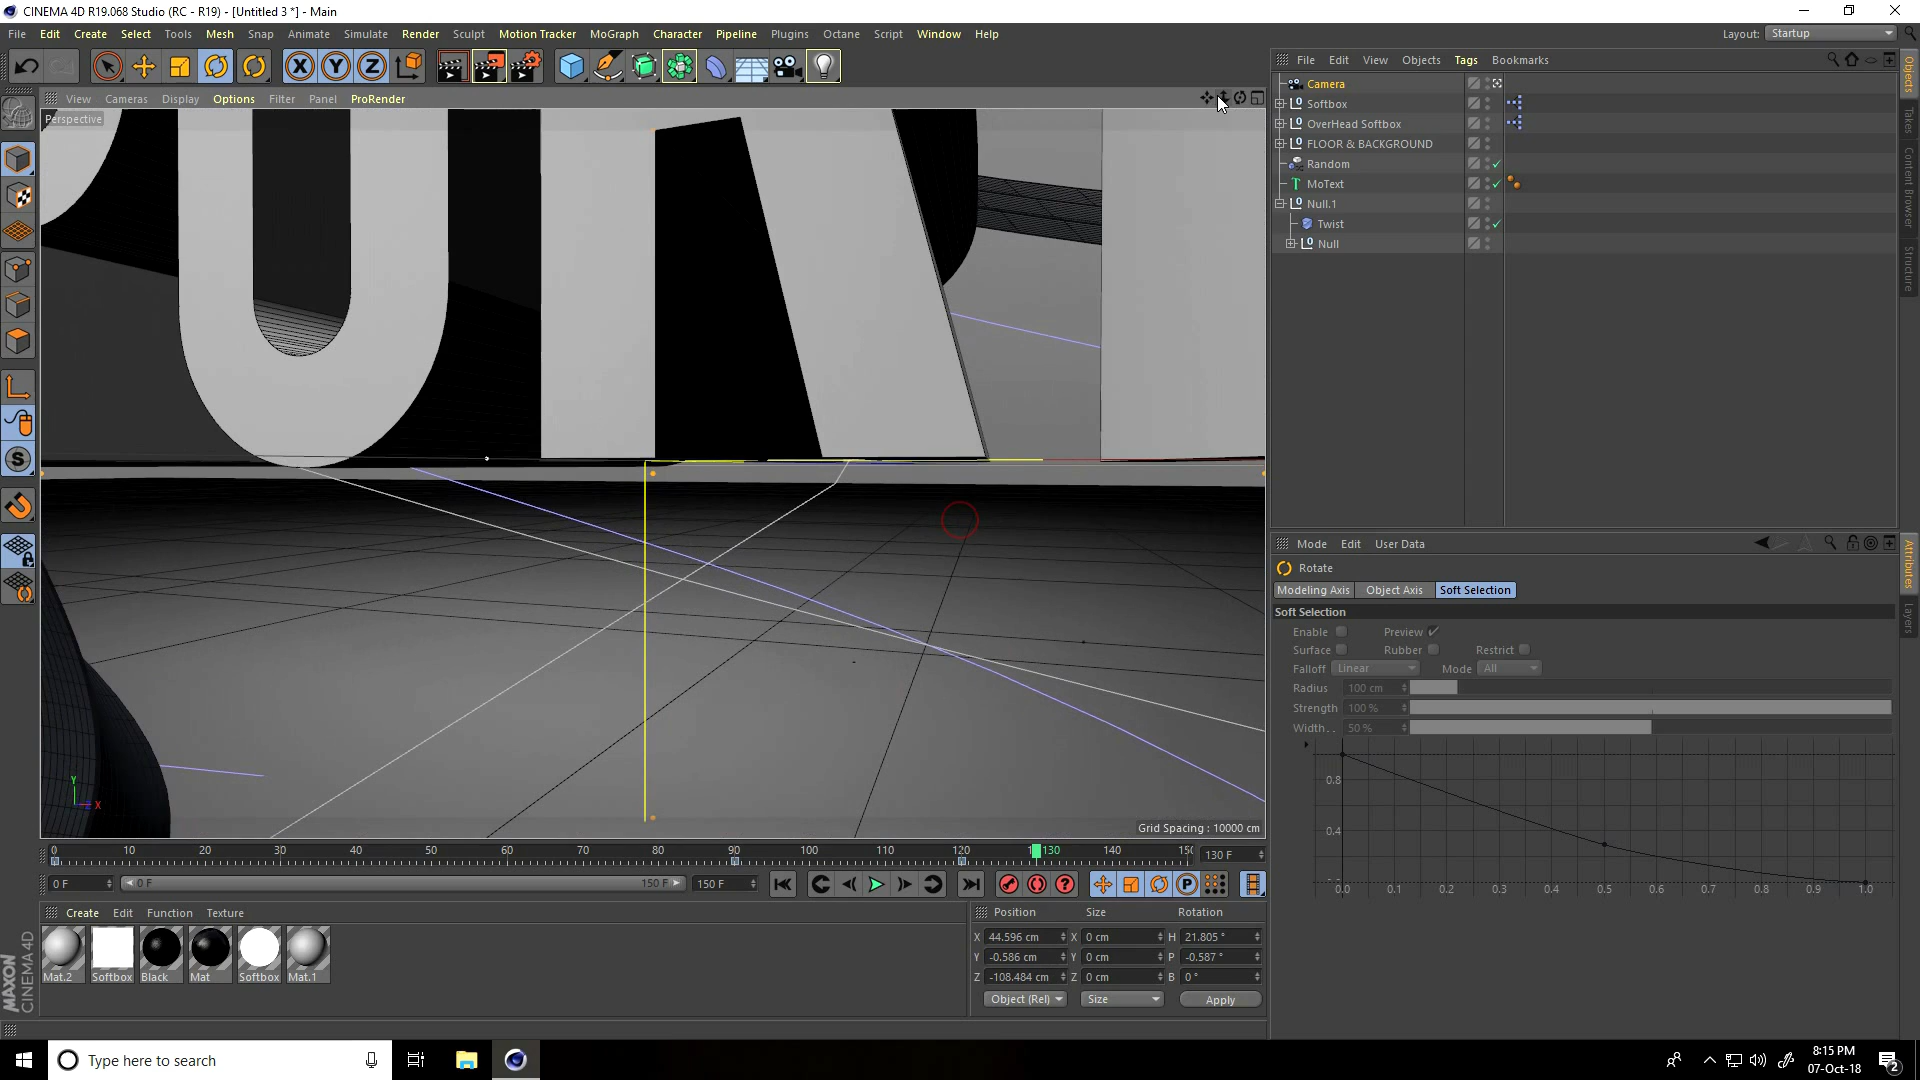 CINEMA 4D R19.068 Studio (RC - R19) - [Untitled 3 *] - Main
File Edit Create Select Tools Snap Mesh Animate Simulate Render Sculpt Motion Tracker MoGraph Character Pipeline Plugins Octane Script Window Help
Layout: Startup
X Y Z
File Edit View Objects Tags Bookmarks
View Cameras Display Options Filter Panel ProRender
Perspective
Camera
Softbox
OverHead Softbox
FLOOR & BACKGROUND
Random
MoText
Null.1
Twist
Null
Objects
Takes
Content Browser
Structure
Mode Edit User Data
Rotate
Modeling Axis Object Axis Soft Selection
Soft Selection
Enable Preview
Surface Rubber Restrict
Falloff Linear Mode All
Radius 100 cm
Strength 100 %
Width.. 50 %
0.8
0.4
0.0 0.1 0.2 0.3 0.4 0.5 0.6 0.7 0.8 0.9 1.0
Attributes
Layers
Y
X
Grid Spacing : 10000 cm
0 10 20 30 40 50 60 70 80 90 100 110 120 130 140 150
130 F
0 F 0 F 150 F 150 F
Create Edit Function Texture
Mat.2 Softbox Black Mat Softbox Mat.1
Position Size Rotation
X 44.596 cm X 0 cm H 21.805 °
Y -0.586 cm Y 0 cm P -0.587 °
Z -108.484 cm Z 0 cm B 0 °
Object (Rel) Size Apply
MAXON
CINEMA 4D
Type here to search
8:15 PM
07-Oct-18
2